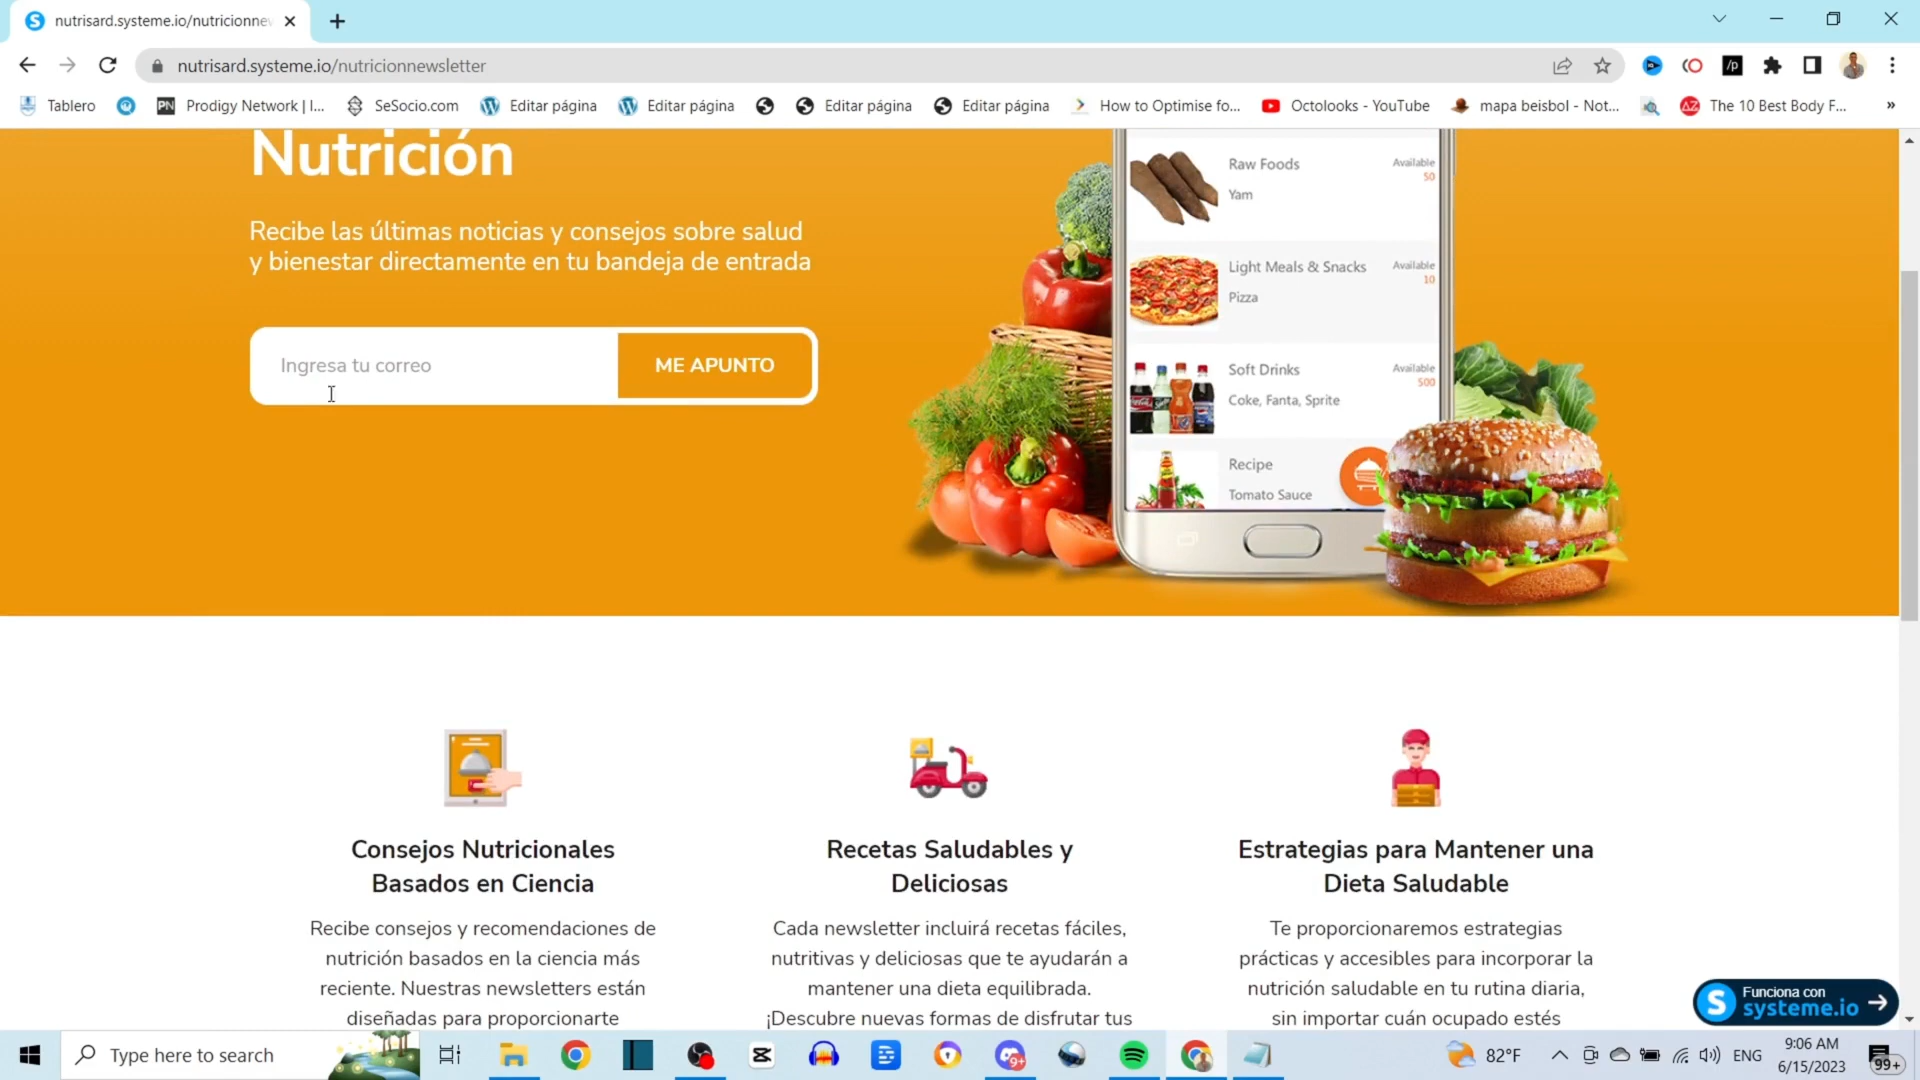 nutrisard.systeme.io/nutricionnew
nutrisard.systeme.io/nutricionnewsletter
Tablero
PN Prodigy Network | I...
SeSocio.com
Editar página
Editar página
Editar página
Editar página
How to Optimise fo...
Octolooks - YouTube
mapa beisbol - Not...
AZ The 10 Best Body F...
»
Nutrición
Recibe las últimas noticias y consejos sobre salud
y bienestar directamente en tu bandeja de entrada
Ingresa tu correo
ME APUNTO
Raw Foods
Available
50
Yam
Light Meals & Snacks
Available
10
Pizza
Soft Drinks
Available
500
Coke, Fanta, Sprite
Recipe
Tomato Sauce
Consejos Nutricionales
Basados en Ciencia
Recibe consejos y recomendaciones de
nutrición basados en la ciencia más
reciente. Nuestras newsletters están
diseñadas para proporcionarte
Recetas Saludables y
Deliciosas
Cada newsletter incluirá recetas fáciles,
nutritivas y deliciosas que te ayudarán a
mantener una dieta equilibrada.
¡Descubre nuevas formas de disfrutar tus
Estrategias para Mantener una
Dieta Saludable
Te proporcionaremos estrategias
prácticas y accesibles para incorporar la
nutrición saludable en tu rutina diaria,
sin importar cuán ocupado estés
Funciona con
systeme.io
Type here to search
9+
82°F
ENG
9:06 AM
6/15/2023
99+